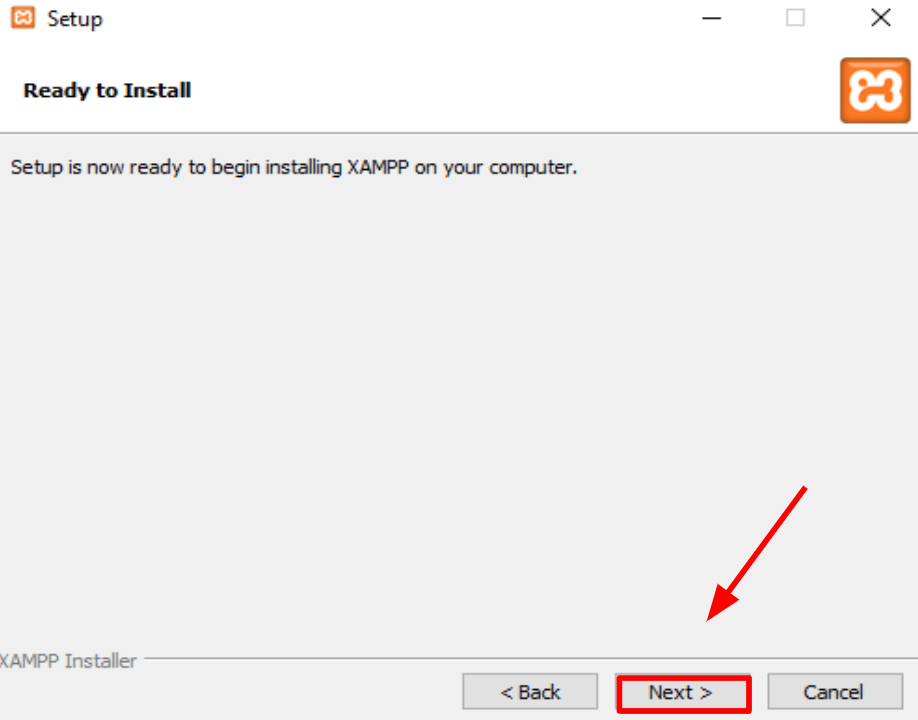 Setup
Ready to Install
Setup is now ready to begin installing XAMPP on your computer.
XAMPP Installer
< Back
Next >
Cancel